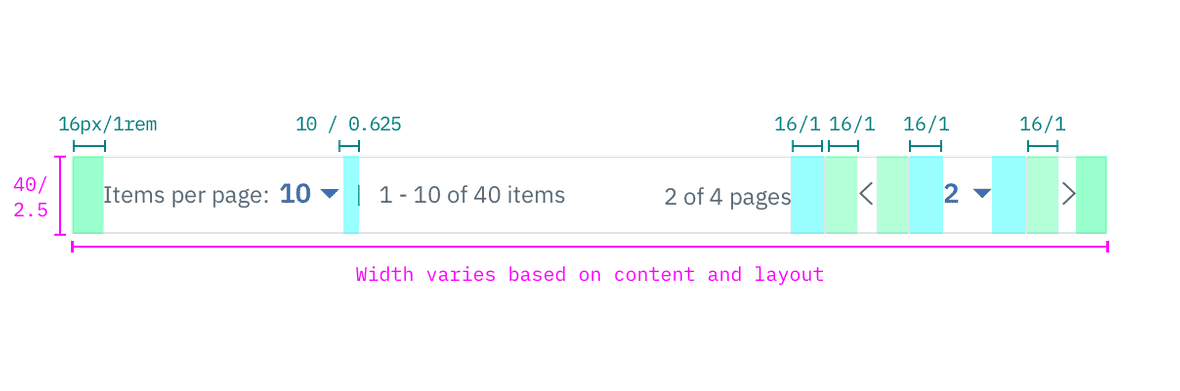 16px/1rem 10 / 0.625 16/1 16/1 16/1 16/1
40/
2.5
Items per page: 10 | 1 - 10 of 40 items 2 of 4 pages < 2 >
Width varies based on content and layout